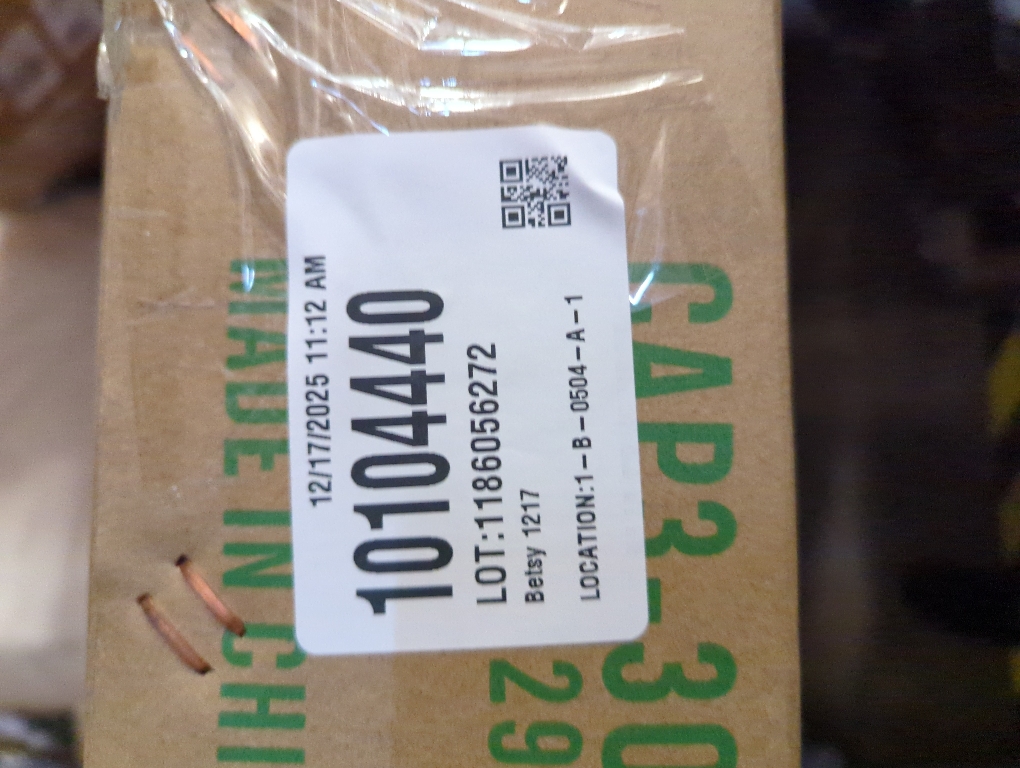 12/17/2025 11:12 AM
10104440
LOT:1186056272
Betsy 1217
LOCATION:1-B-0504-A-1
CAP3-30
29
MADE IN CHI